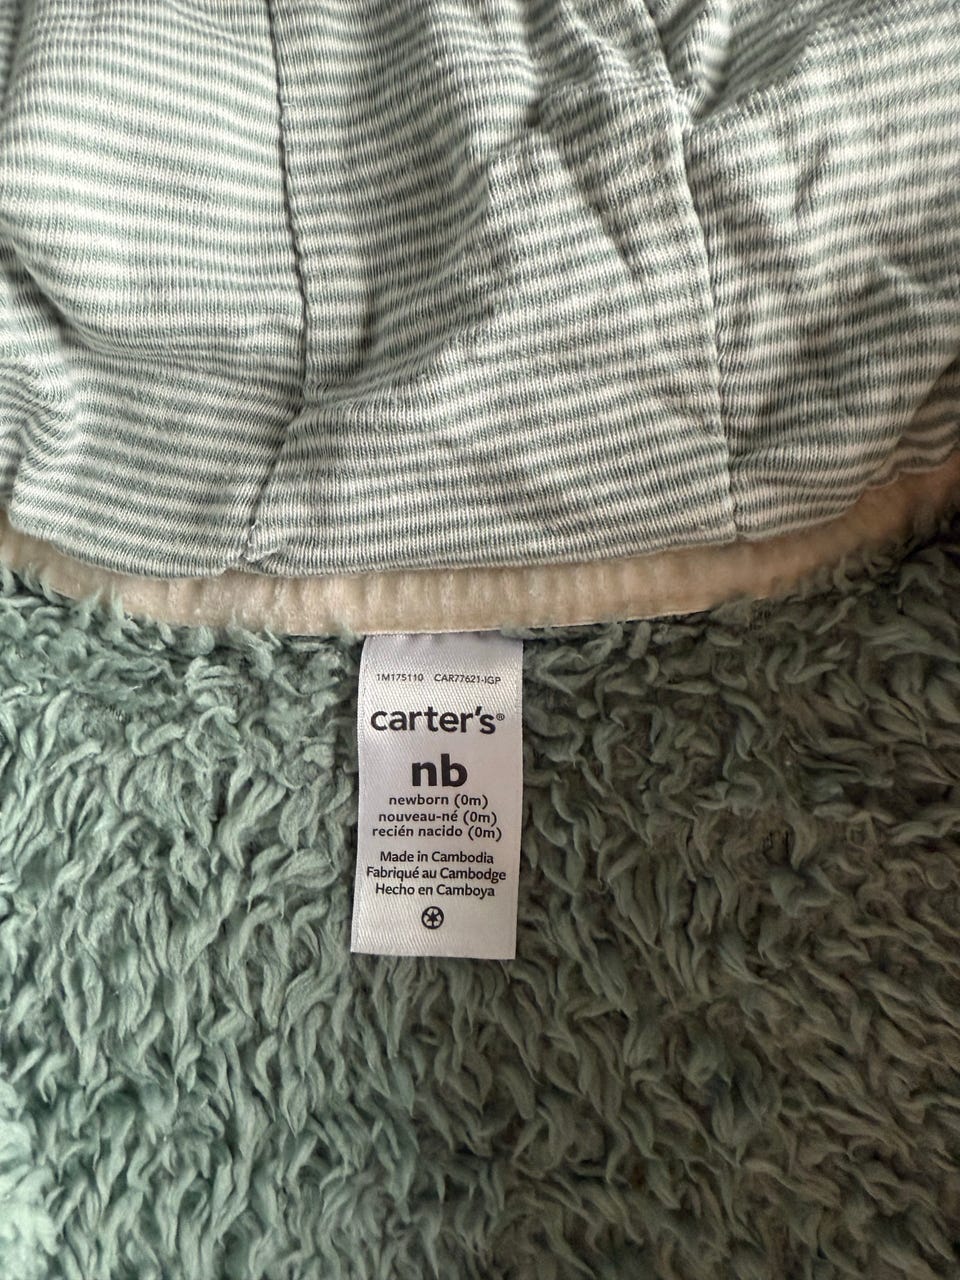 1M175110 CAR77621-IGP
carter's®
nb
newborn (0m)
nouveau-né (0m)
recién nacido (0m)
Made in Cambodia
Fabriqué au Cambodge
Hecho en Camboya